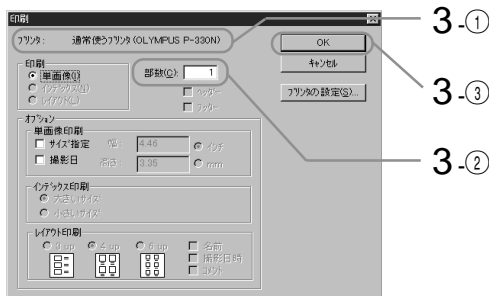 印刷
プリンタ: 通常使うプリンタ(OLYMPUS P-330N)
3-①
OK
印刷
単画像(I)
部数(C): 1
キャンセル
インデックス(N)
ヘッダー
レイアウト(L)
フッター
プリンタの設定(S)...
3-③
オプション
単画像印刷
サイズ指定 幅: 4.46 インチ
撮影日 高さ: 3.35 mm
3-②
インデックス印刷
大きいサイズ
小さいサイズ
レイアウト印刷
3 up 4 up 6 up 名前
撮影日時
コメント